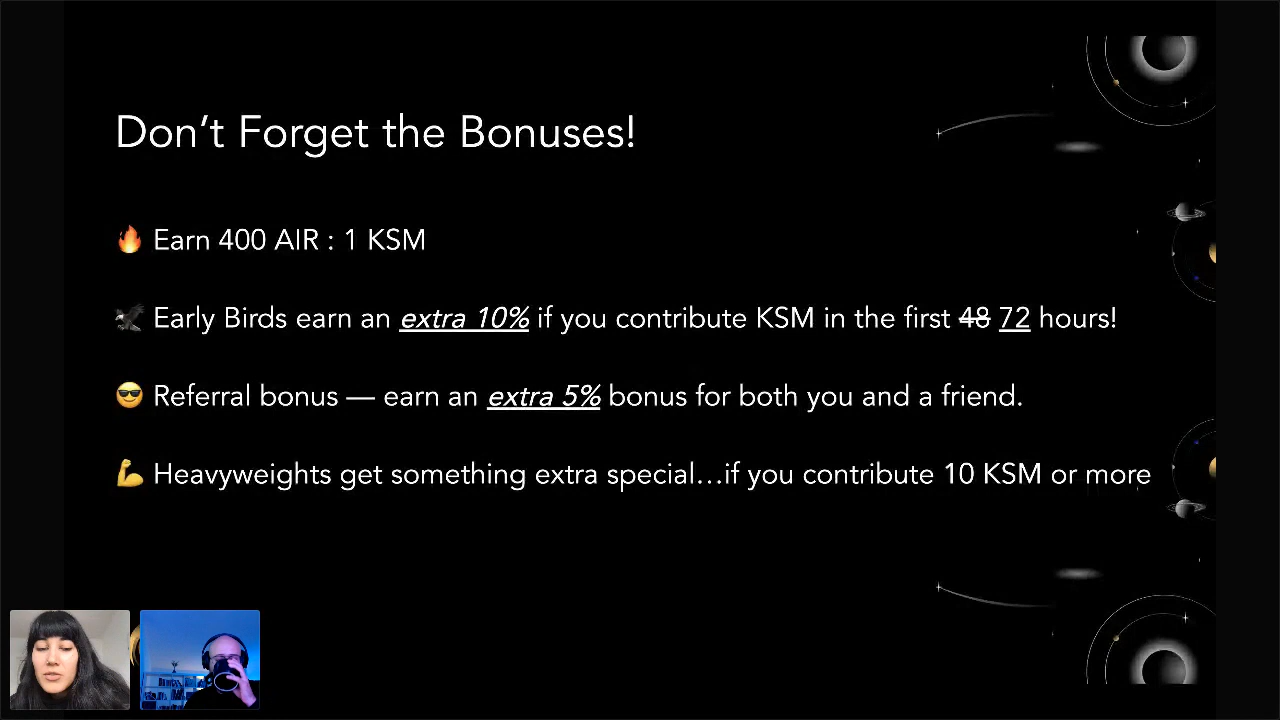 Don’t Forget the Bonuses!
🔥 Earn 400 AIR : 1 KSM
🦅 Early Birds earn an extra 10% if you contribute KSM in the first 48 72 hours!
😎 Referral bonus — earn an extra 5% bonus for both you and a friend.
💪 Heavyweights get something extra special…if you contribute 10 KSM or more